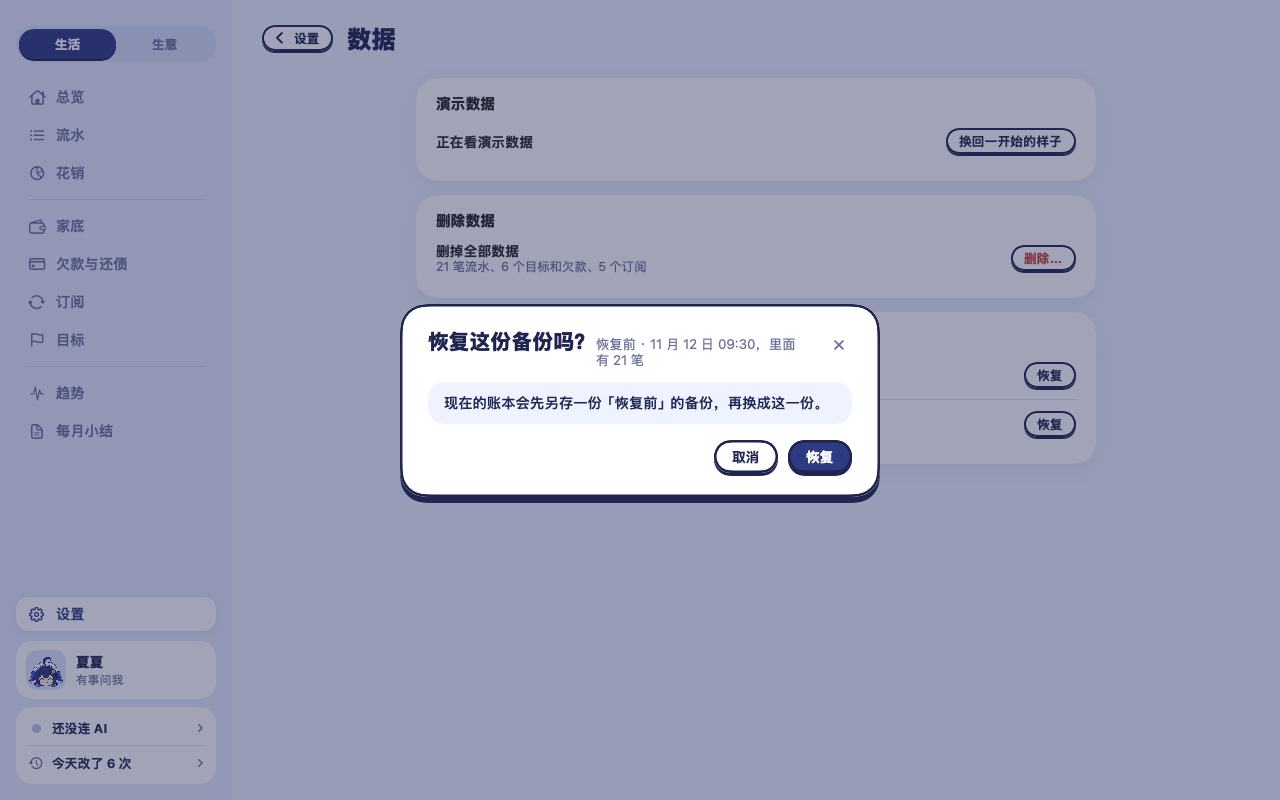 生活
生意
总览
流水
花销
家底
欠款与还债
订阅
目标
趋势
每月小结
设置
夏夏
有事问我
还没连 AI
今天改了 6 次
设置
数据
演示数据
正在看演示数据
换回一开始的样子
删除数据
删掉全部数据
21 笔流水、6 个目标和欠款、5 个订阅
删除...
恢复
恢复
恢复这份备份吗?
恢复前 · 11 月 12 日 09:30，里面
有 21 笔
现在的账本会先另存一份「恢复前」的备份，再换成这一份。
取消
恢复